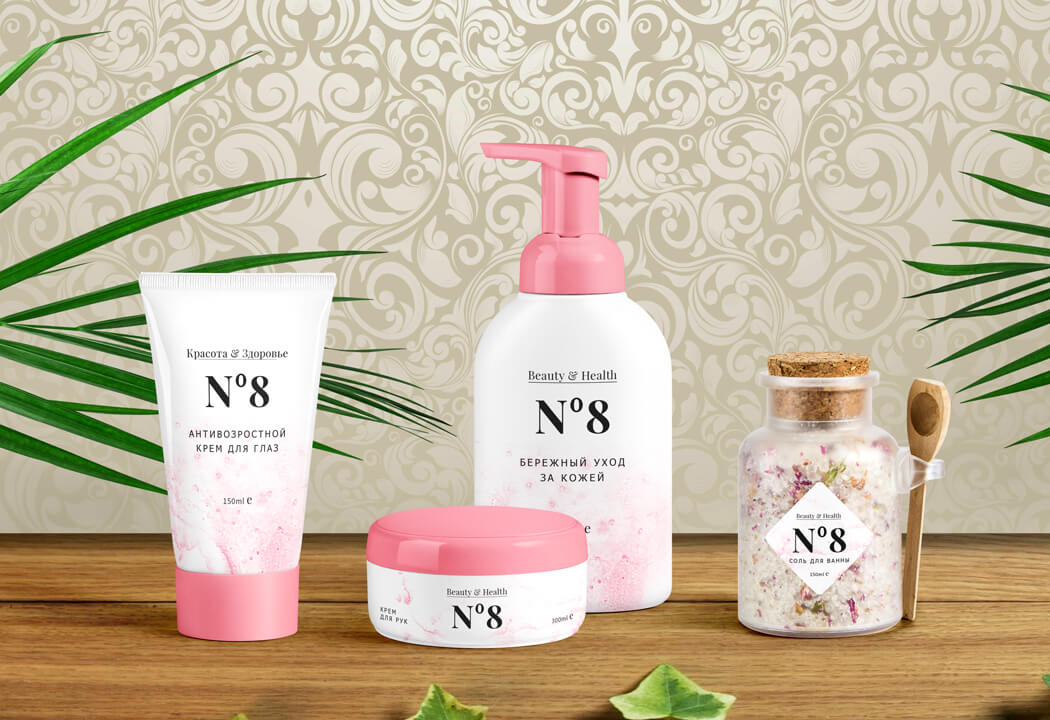 Красота & Здоровье
Nº8
АНТИВОЗРОСТНОЙ
КРЕМ ДЛЯ ГЛАЗ
150ml e
Beauty & Health
Nº8
БЕРЕЖНЫЙ УХОД
ЗА КОЖЕЙ
e
Beauty & Health
Nº8
КРЕМ
ДЛЯ РУК
300ml e
Beauty & Health
Nº8
СОЛЬ ДЛЯ ВАННЫ
150ml e